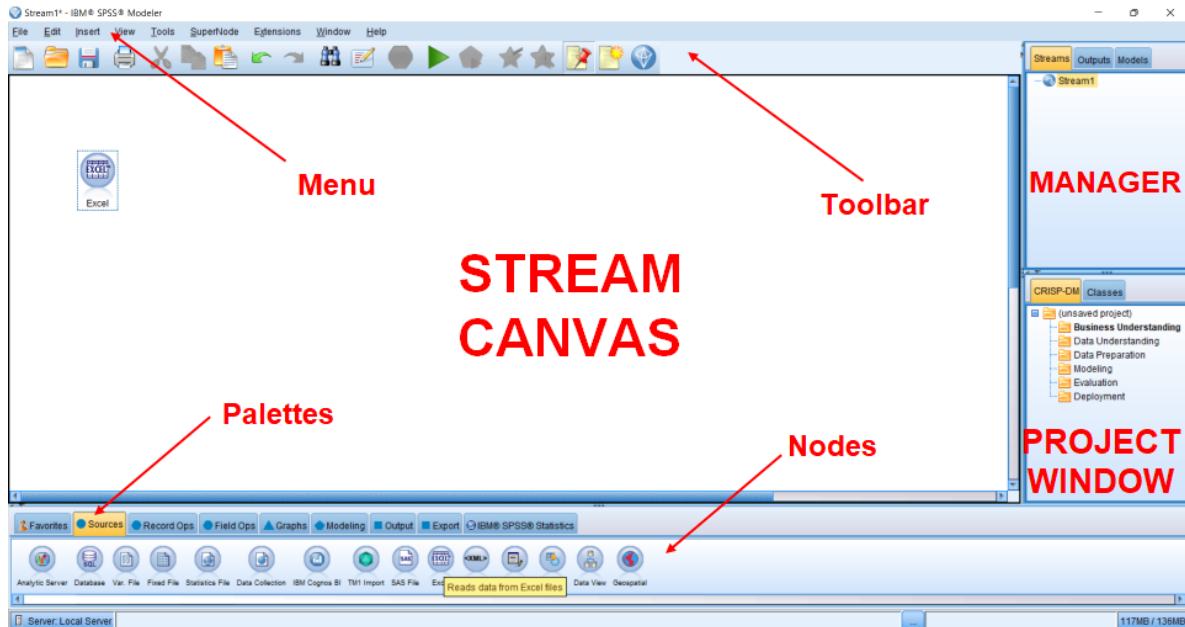 Stream1* - IBM® SPSS® Modeler
File Edit Insert View Tools SuperNode Extensions Window Help
Streams Outputs Models
Stream1
EXCEL
Excel
Menu
Toolbar
MANAGER
STREAM
CANVAS
CRISP-DM Classes
(unsaved project)
Business Understanding
Data Understanding
Data Preparation
Modeling
Evaluation
Deployment
PROJECT
WINDOW
Palettes
Nodes
Favorites Sources Record Ops Field Ops Graphs Modeling Output Export IBM® SPSS® Statistics
SQL SAS <XML>
Analytic Server Database Var. File Fixed File Statistics File Data Collection IBM Cognos BI TM1 Import SAS File Data View Geospatial
Reads data from Excel files
Server: Local Server ... 117MB / 136MB